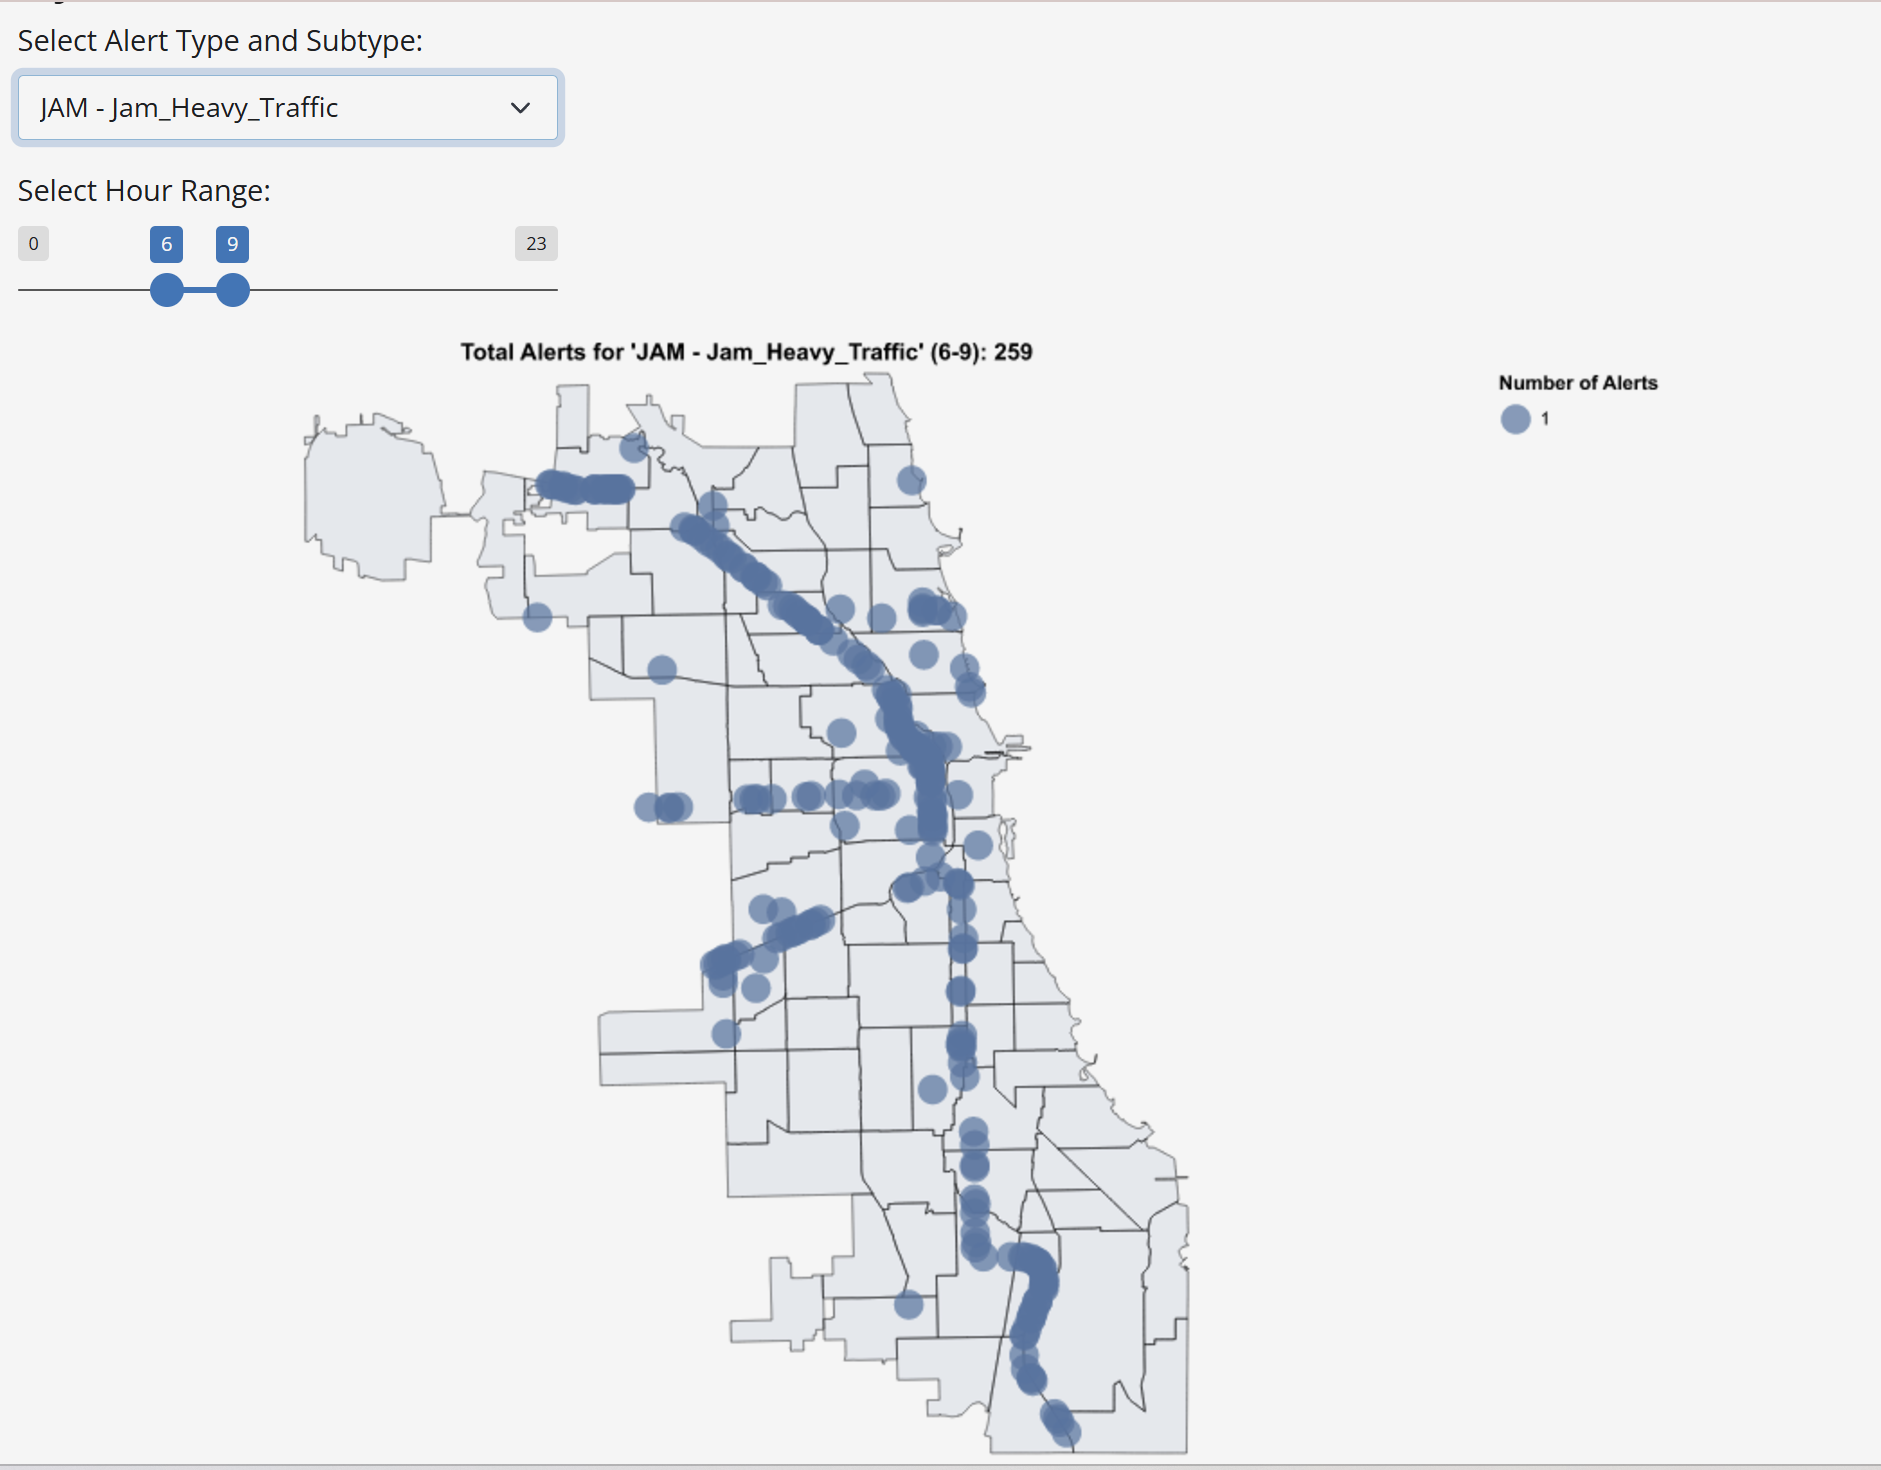 Select Alert Type and Subtype:
JAM - Jam_Heavy_Traffic
Select Hour Range:
0 6 9 23
Total Alerts for 'JAM - Jam_Heavy_Traffic' (6-9): 259
Number of Alerts
1